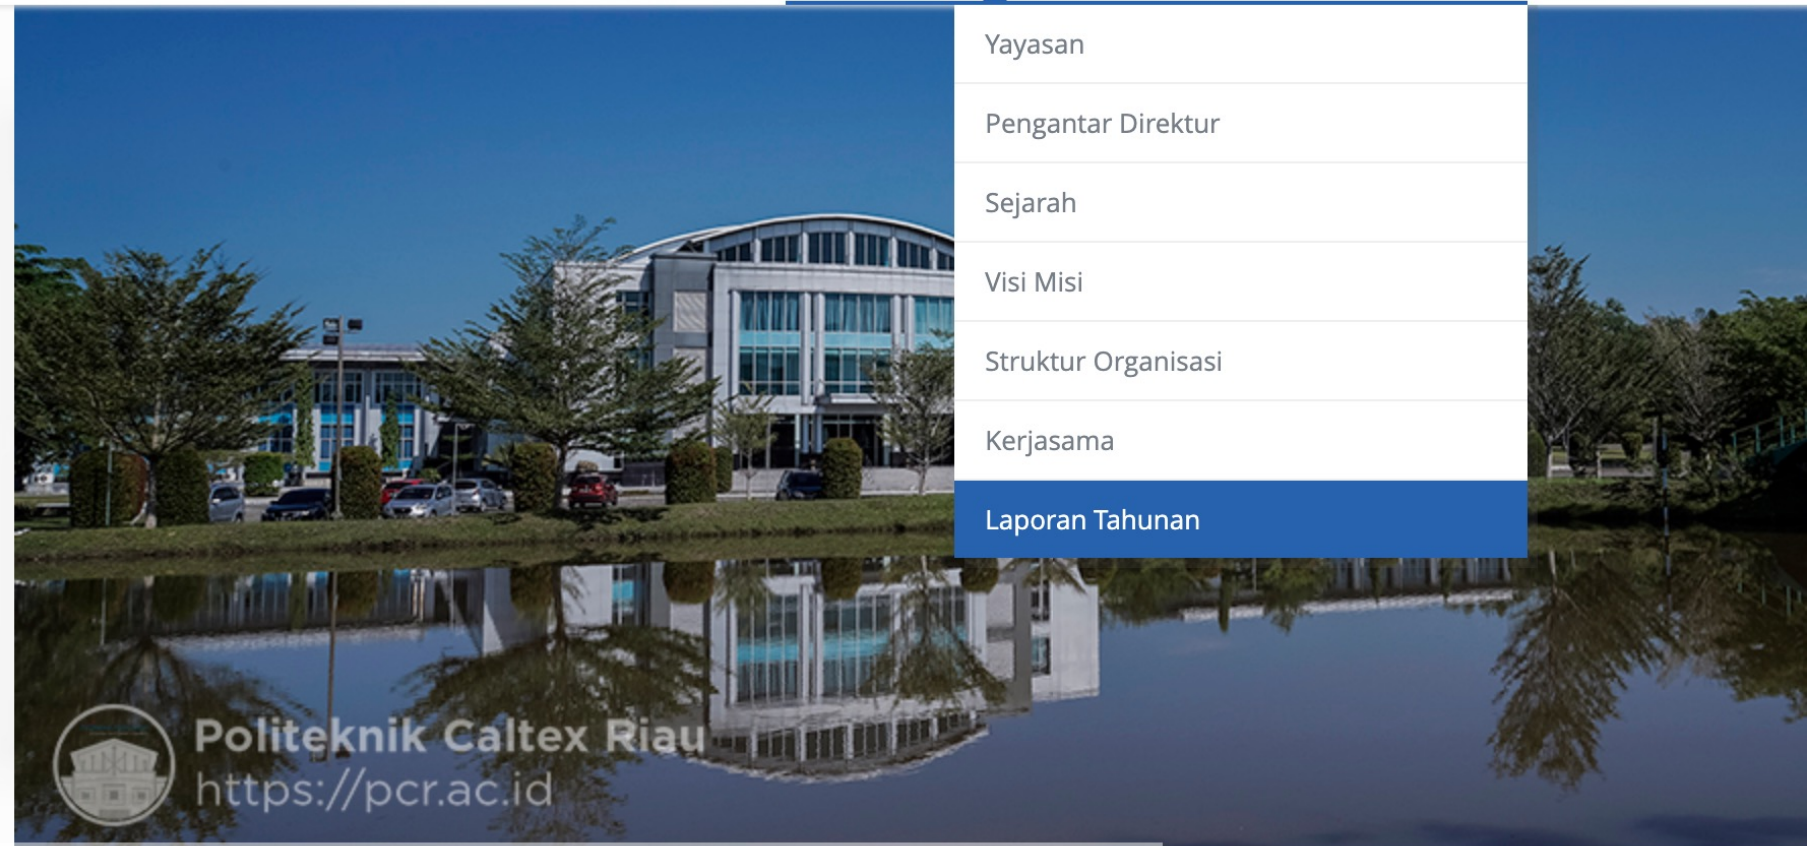 Yayasan
Pengantar Direktur
Sejarah
Visi Misi
Struktur Organisasi
Kerjasama
Laporan Tahunan
Politeknik Caltex Riau
https://pcr.ac.id